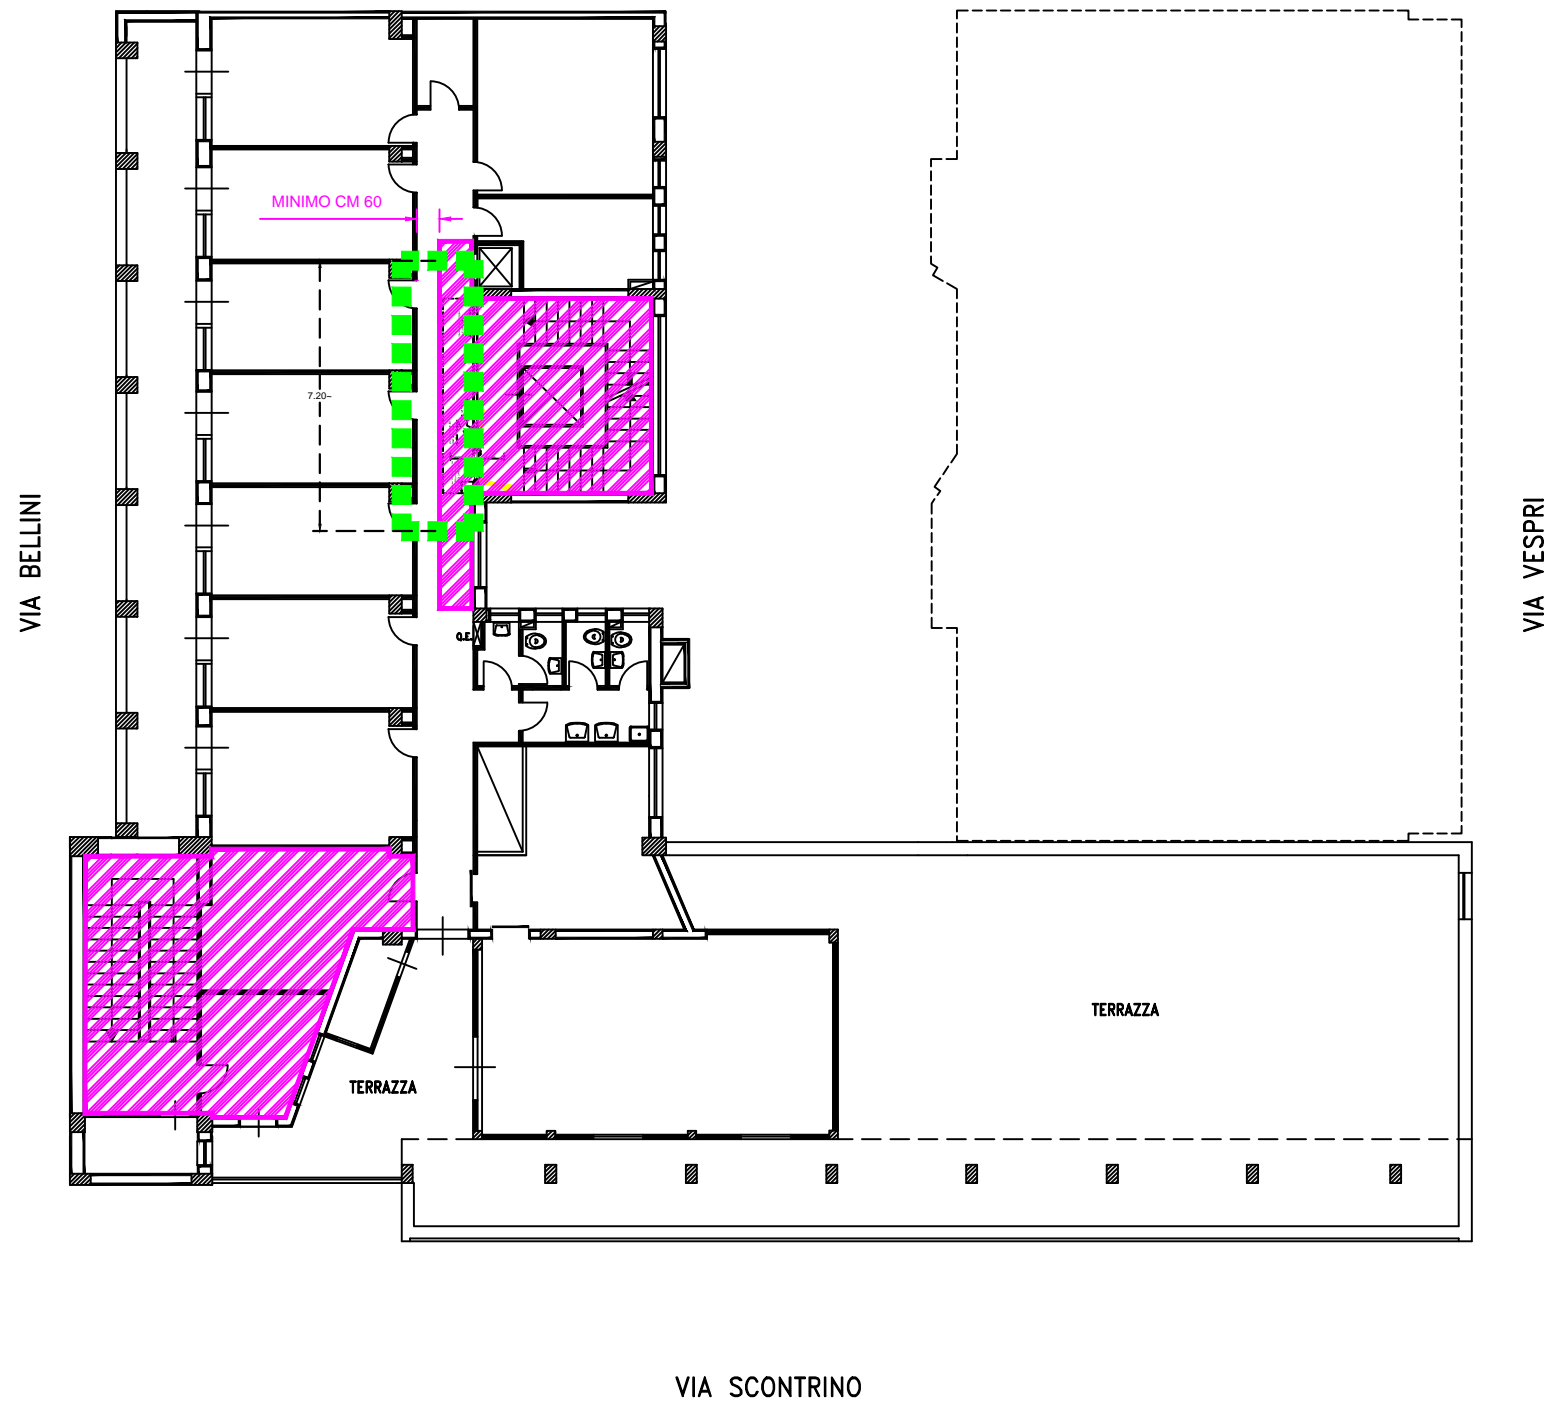 MINIMO CM 60
7.20~
VIA BELLINI
VIA VESPRI
Q.E.
TERRAZZA
TERRAZZA
VIA SCONTRINO